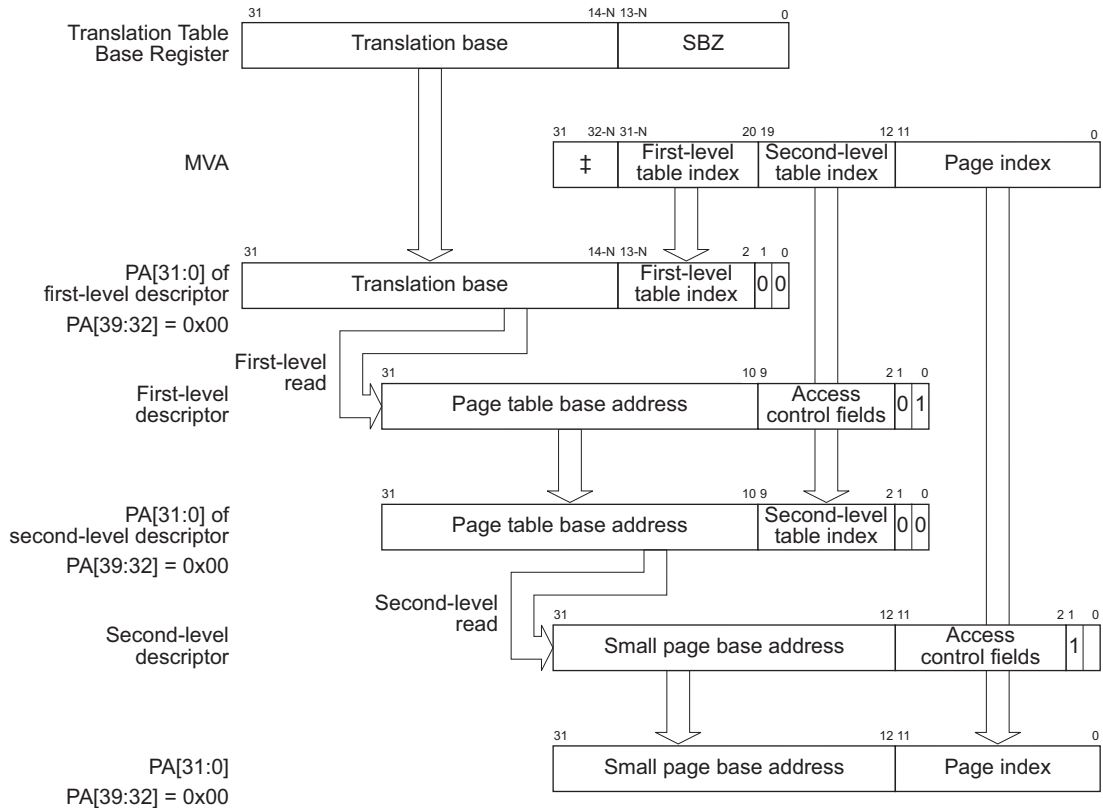 31 14-N 13-N 0
Translation Table
Base Register
Translation base SBZ
31 32-N 31-N 20 19 12 11 0
MVA
‡
First-level
table index
Second-level
table index
Page index
31 14-N 13-N 2 1 0
PA[31:0] of
first-level descriptor
PA[39:32] = 0x00
Translation base
First-level
table index
0 0
First-level
read
31 10 9 2 1 0
First-level
descriptor
Page table base address
Access
control fields
0 1
31 10 9 2 1 0
PA[31:0] of
second-level descriptor
PA[39:32] = 0x00
Page table base address
Second-level
table index
0 0
Second-level
read
31 12 11 2 1 0
Second-level
descriptor
Small page base address
Access
control fields
1
31 12 11 0
PA[31:0]
PA[39:32] = 0x00
Small page base address Page index